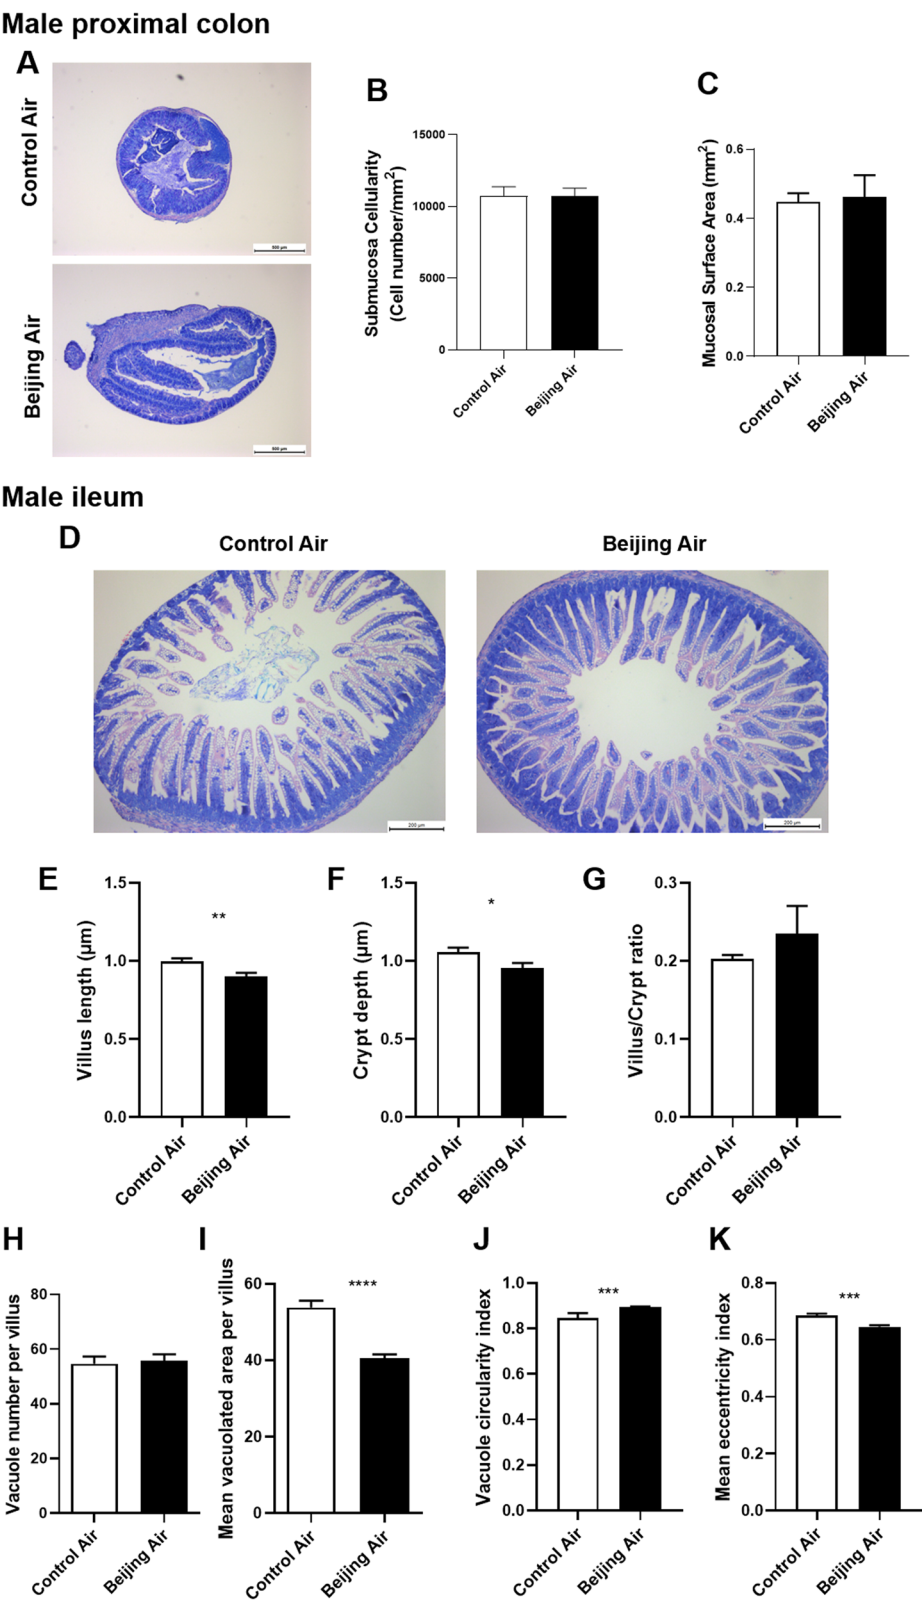 Male proximal colon
A
Control Air
500 µm
Beijing Air
500 µm
B
Submucosa Cellularity
(Cell number/mm2)
15000
10000
5000
0
Control Air
Beijing Air
C
Mucosal Surface Area (mm2)
0.6
0.4
0.2
0.0
Control Air
Beijing Air
Male ileum
D
Control Air
Beijing Air
200 µm
200 µm
E
Villus length (µm)
1.5
1.0
0.5
0.0
**
Control Air
Beijing Air
F
Crypt depth (µm)
1.5
1.0
0.5
0.0
*
Control Air
Beijing Air
G
Villus/Crypt ratio
0.3
0.2
0.1
0.0
Control Air
Beijing Air
H
Vacuole number per villus
80
60
40
20
0
Control Air
Beijing Air
I
Mean vacuolated area per villus
60
40
20
0
****
Control Air
Beijing Air
J
Vacuole circularity index
1.0
0.8
0.6
0.4
0.2
0.0
***
Control Air
Beijing Air
K
Mean eccentricity index
0.8
0.6
0.4
0.2
0.0
***
Control Air
Beijing Air